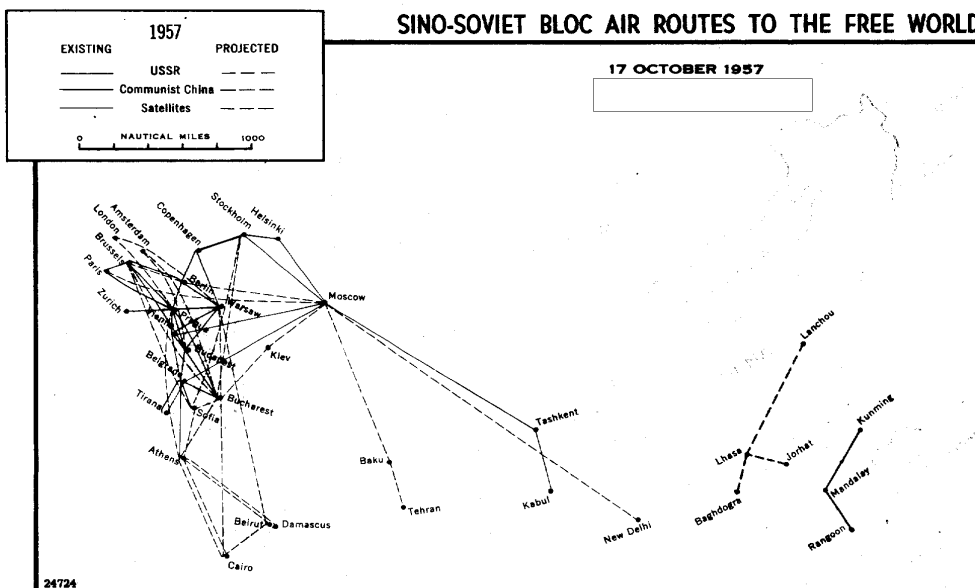 SINO-SOVIET BLOC AIR ROUTES TO THE FREE WORLD
17 OCTOBER 1957
1957
EXISTING PROJECTED
USSR
Communist China
Satellites
0 NAUTICAL MILES 1000
Helsinki
Stockholm
Copenhagen
Amsterdam
London
Brussels
Paris
Zurich
Berlin
Warsaw
Prague
Budapest
Belgrade
Bucharest
Tirana
Sofia
Athens
Kiev
Moscow
Baku
Tehran
Beirut
Damascus
Cairo
Tashkent
Kabul
New Delhi
Lanchou
Lhasa
Jorhat
Baghdogra
Kunming
Mandalay
Rangoon
24724